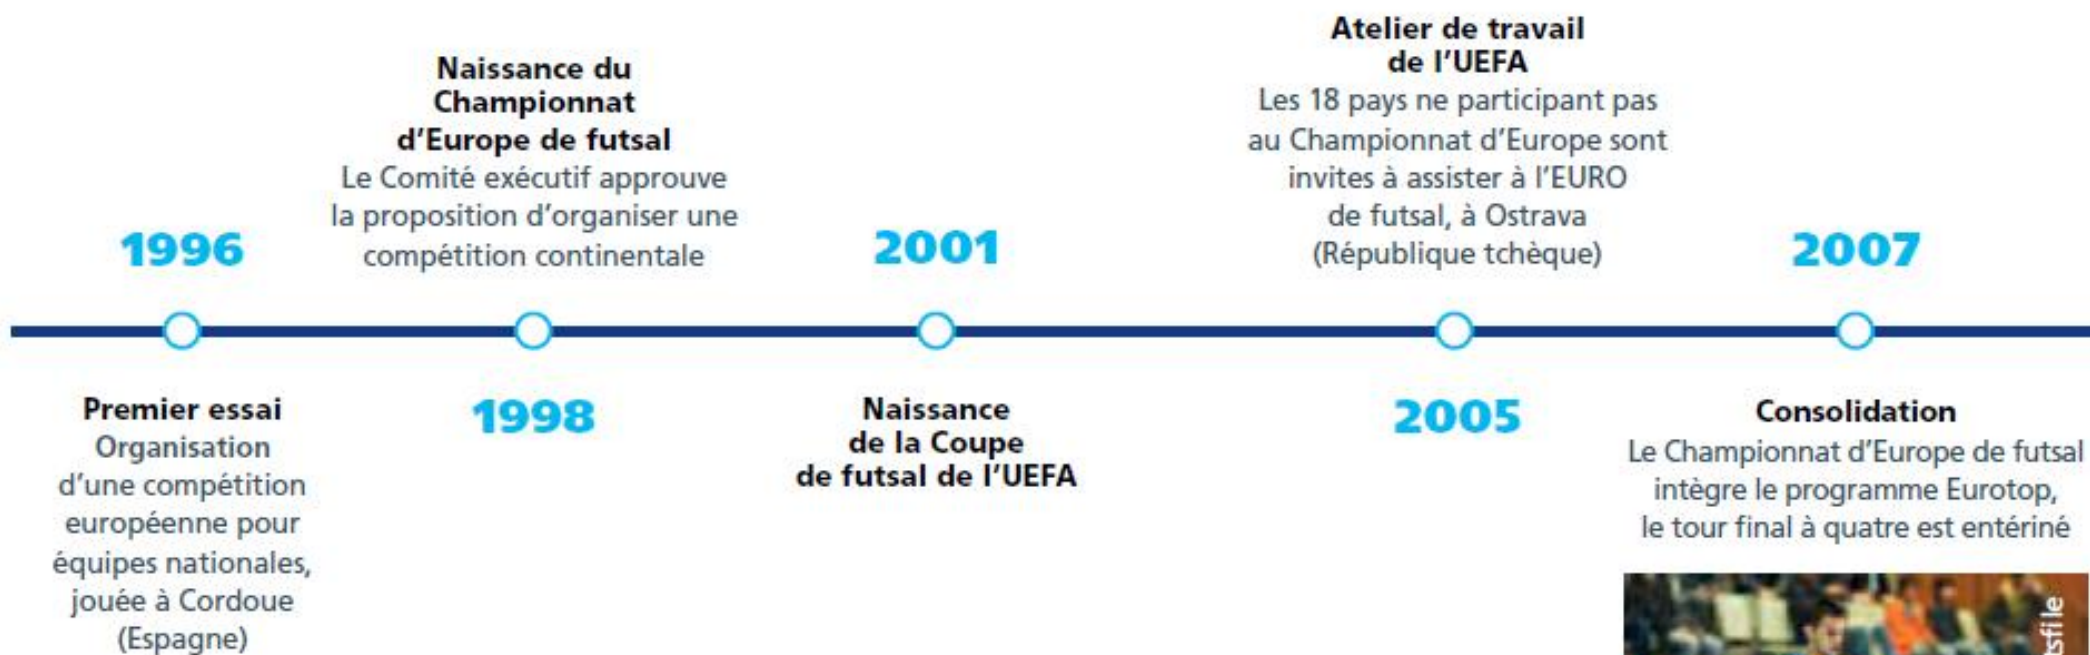 1996
Premier essai
Organisation
d'une compétition
européenne pour
équipes nationales,
jouée à Cordoue
(Espagne)
Naissance du
Championnat
d'Europe de futsal
Le Comité exécutif approuve
la proposition d'organiser une
compétition continentale
1998
2001
Naissance
de la Coupe
de futsal de l'UEFA
Atelier de travail
de l'UEFA
Les 18 pays ne participant pas
au Championnat d'Europe sont
invites à assister à l'EURO
de futsal, à Ostrava
(République tchèque)
2005
2007
Consolidation
Le Championnat d'Europe de futsal
intègre le programme Eurotop,
le tour final à quatre est entériné